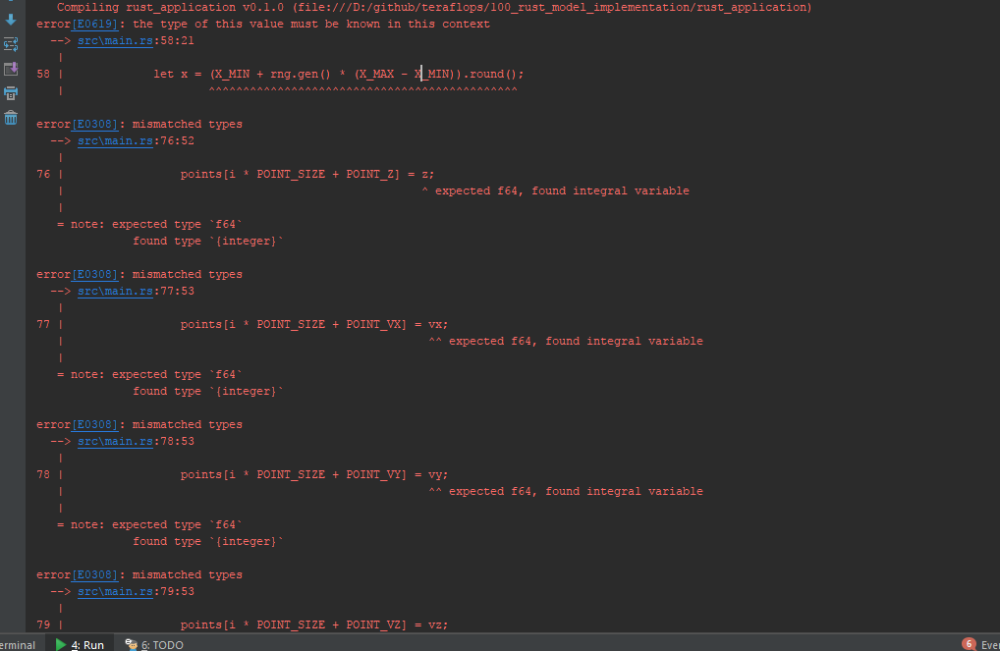 Compiling rust_application v0.1.0 (file:///D:/github/teraflops/100_rust_model_implementation/rust_application)
error[E0619]: the type of this value must be known in this context
--> src\main.rs:58:21
|
58 | let x = (X_MIN + rng.gen() * (X_MAX - X_MIN)).round();
| ^^^^^^^^^^^^^^^^^^^^^^^^^^^^^^^^^^^^^^^^^^^^^
error[E0308]: mismatched types
--> src\main.rs:76:52
|
76 | points[i * POINT_SIZE + POINT_Z] = z;
| ^ expected f64, found integral variable
|
= note: expected type `f64`
found type `{integer}`
error[E0308]: mismatched types
--> src\main.rs:77:53
|
77 | points[i * POINT_SIZE + POINT_VX] = vx;
| ^^ expected f64, found integral variable
|
= note: expected type `f64`
found type `{integer}`
error[E0308]: mismatched types
--> src\main.rs:78:53
|
78 | points[i * POINT_SIZE + POINT_VY] = vy;
| ^^ expected f64, found integral variable
|
= note: expected type `f64`
found type `{integer}`
error[E0308]: mismatched types
--> src\main.rs:79:53
|
79 | points[i * POINT_SIZE + POINT_VZ] = vz;
erminal 4: Run 6: TODO 6 Ever